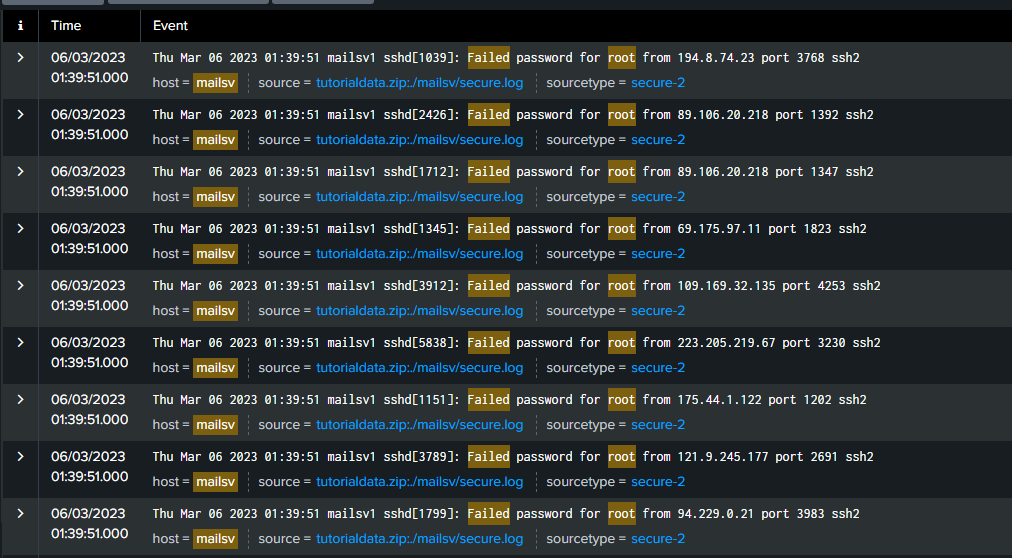 i Time Event
06/03/2023 Thu Mar 06 2023 01:39:51 mailsv1 sshd[1039]: Failed password for root from 194.8.74.23 port 3768 ssh2
01:39:51.000 host = mailsv source = tutorialdata.zip:./mailsv/secure.log sourcetype = secure-2
06/03/2023 Thu Mar 06 2023 01:39:51 mailsv1 sshd[2426]: Failed password for root from 89.106.20.218 port 1392 ssh2
01:39:51.000 host = mailsv source = tutorialdata.zip:./mailsv/secure.log sourcetype = secure-2
06/03/2023 Thu Mar 06 2023 01:39:51 mailsv1 sshd[1712]: Failed password for root from 89.106.20.218 port 1347 ssh2
01:39:51.000 host = mailsv source = tutorialdata.zip:./mailsv/secure.log sourcetype = secure-2
06/03/2023 Thu Mar 06 2023 01:39:51 mailsv1 sshd[1345]: Failed password for root from 69.175.97.11 port 1823 ssh2
01:39:51.000 host = mailsv source = tutorialdata.zip:./mailsv/secure.log sourcetype = secure-2
06/03/2023 Thu Mar 06 2023 01:39:51 mailsv1 sshd[3912]: Failed password for root from 109.169.32.135 port 4253 ssh2
01:39:51.000 host = mailsv source = tutorialdata.zip:./mailsv/secure.log sourcetype = secure-2
06/03/2023 Thu Mar 06 2023 01:39:51 mailsv1 sshd[5838]: Failed password for root from 223.205.219.67 port 3230 ssh2
01:39:51.000 host = mailsv source = tutorialdata.zip:./mailsv/secure.log sourcetype = secure-2
06/03/2023 Thu Mar 06 2023 01:39:51 mailsv1 sshd[1151]: Failed password for root from 175.44.1.122 port 1202 ssh2
01:39:51.000 host = mailsv source = tutorialdata.zip:./mailsv/secure.log sourcetype = secure-2
06/03/2023 Thu Mar 06 2023 01:39:51 mailsv1 sshd[3789]: Failed password for root from 121.9.245.177 port 2691 ssh2
01:39:51.000 host = mailsv source = tutorialdata.zip:./mailsv/secure.log sourcetype = secure-2
06/03/2023 Thu Mar 06 2023 01:39:51 mailsv1 sshd[1799]: Failed password for root from 94.229.0.21 port 3983 ssh2
01:39:51.000 host = mailsv source = tutorialdata.zip:./mailsv/secure.log sourcetype = secure-2